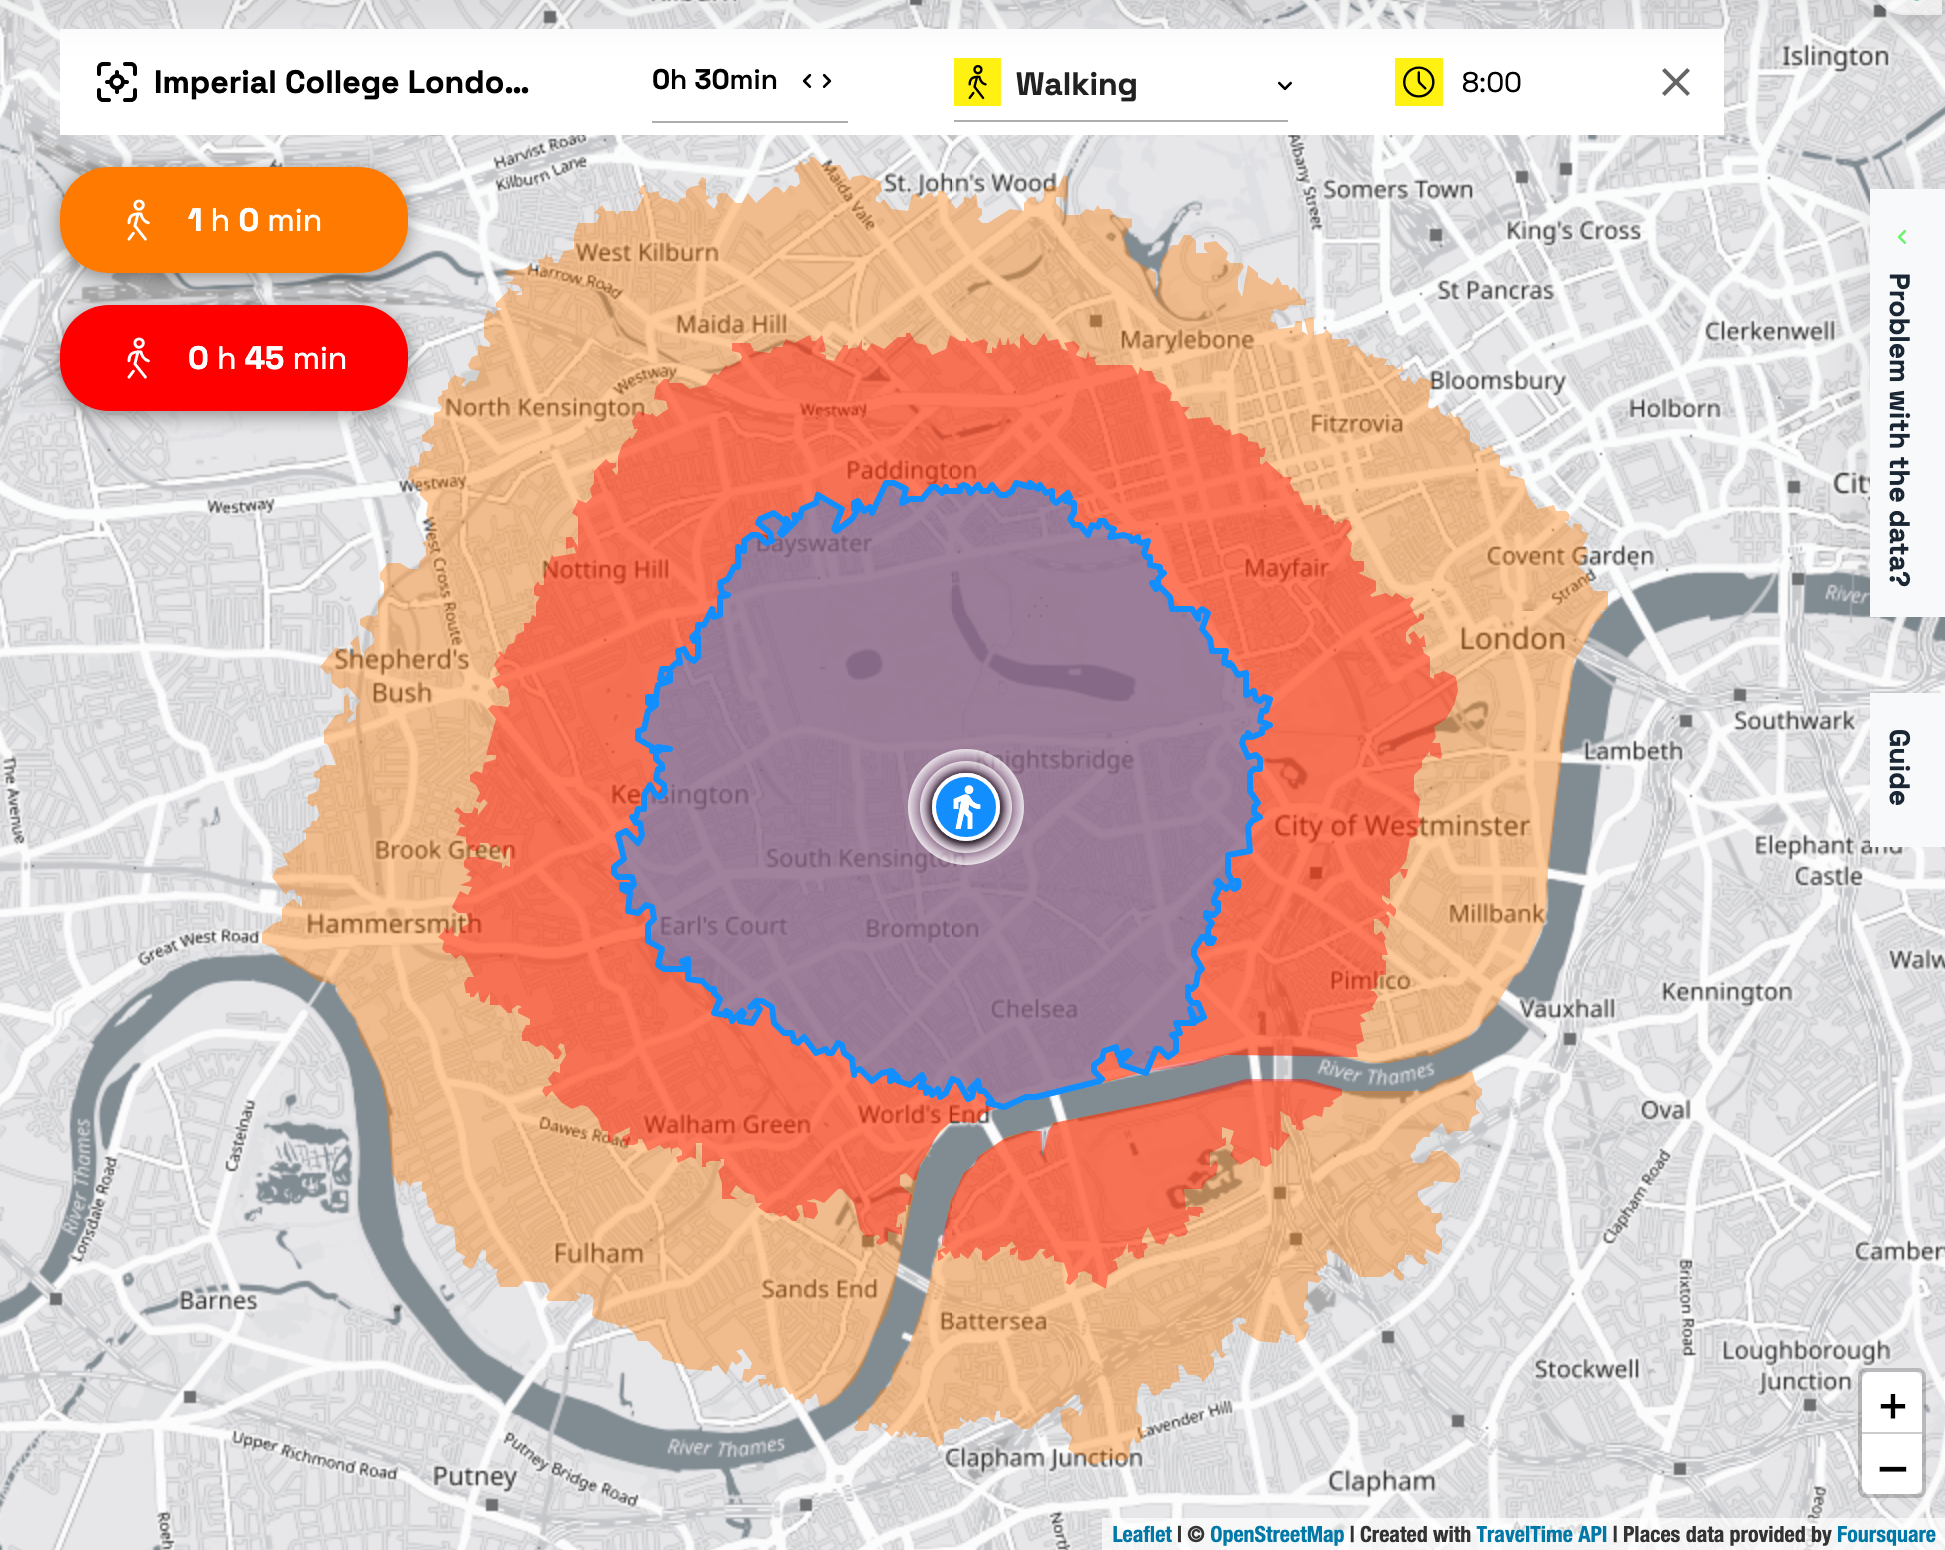 Islington
Imperial College Londo...
0h 30min
Walking
8:00
Harvist Road
Kilburn Lane
Maida Vale
St. John's Wood
Albany Street
Somers Town
1 h 0 min
King's Cross
West Kilburn
Harrow Road
St Pancras
Maida Hill
Marylebone
Clerkenwell
0 h 45 min
Westway
Bloomsbury
North Kensington
Westway
Holborn
Fitzrovia
Problem with the data?
Paddington
Westway
Westway
West Cross Route
Bayswater
Covent Garden
Notting Hill
Mayfair
Strand
River
London
Shepherd's
Bush
Southwark
Lambeth
Guide
The Avenue
Knightsbridge
Kensington
City of Westminster
Brook Green
South Kensington
Elephant and
Castle
Hammersmith
Earl's Court
Brompton
Millbank
Great West Road
Pimlico
Kennington
Chelsea
Vauxhall
River Thames
World's End
Oval
Walham Green
Dawes Road
Castelnau
River Thames
Lonsdale Road
Clapham Road
Fulham
Sands End
Barnes
Battersea
Brixton Road
Loughborough
Junction
Stockwell
Lavender Hill
River Thames
Clapham Junction
Upper Richmond Road
Putney
Putney Bridge Road
Clapham
Leaflet | © OpenStreetMap | Created with TravelTime API | Places data provided by Foursquare